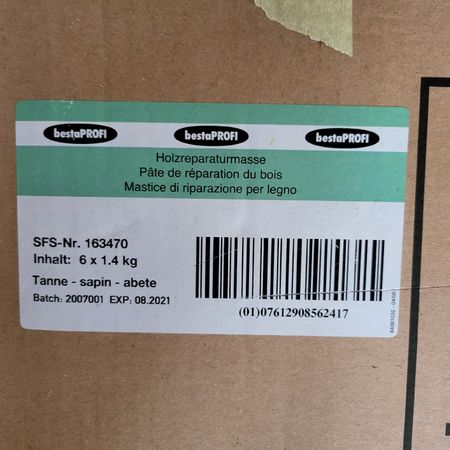 bestaPROFI bestaPROFI bestaPROFI
Holzreparaturmasse
Pâte de réparation du bois
Mastice di riparazione per legno
SFS-Nr. 163470
Inhalt: 6 x 1.4 kg
Tanne - sapin - abete
Batch: 2007001 EXP: 08.2021
(01)07612908562417